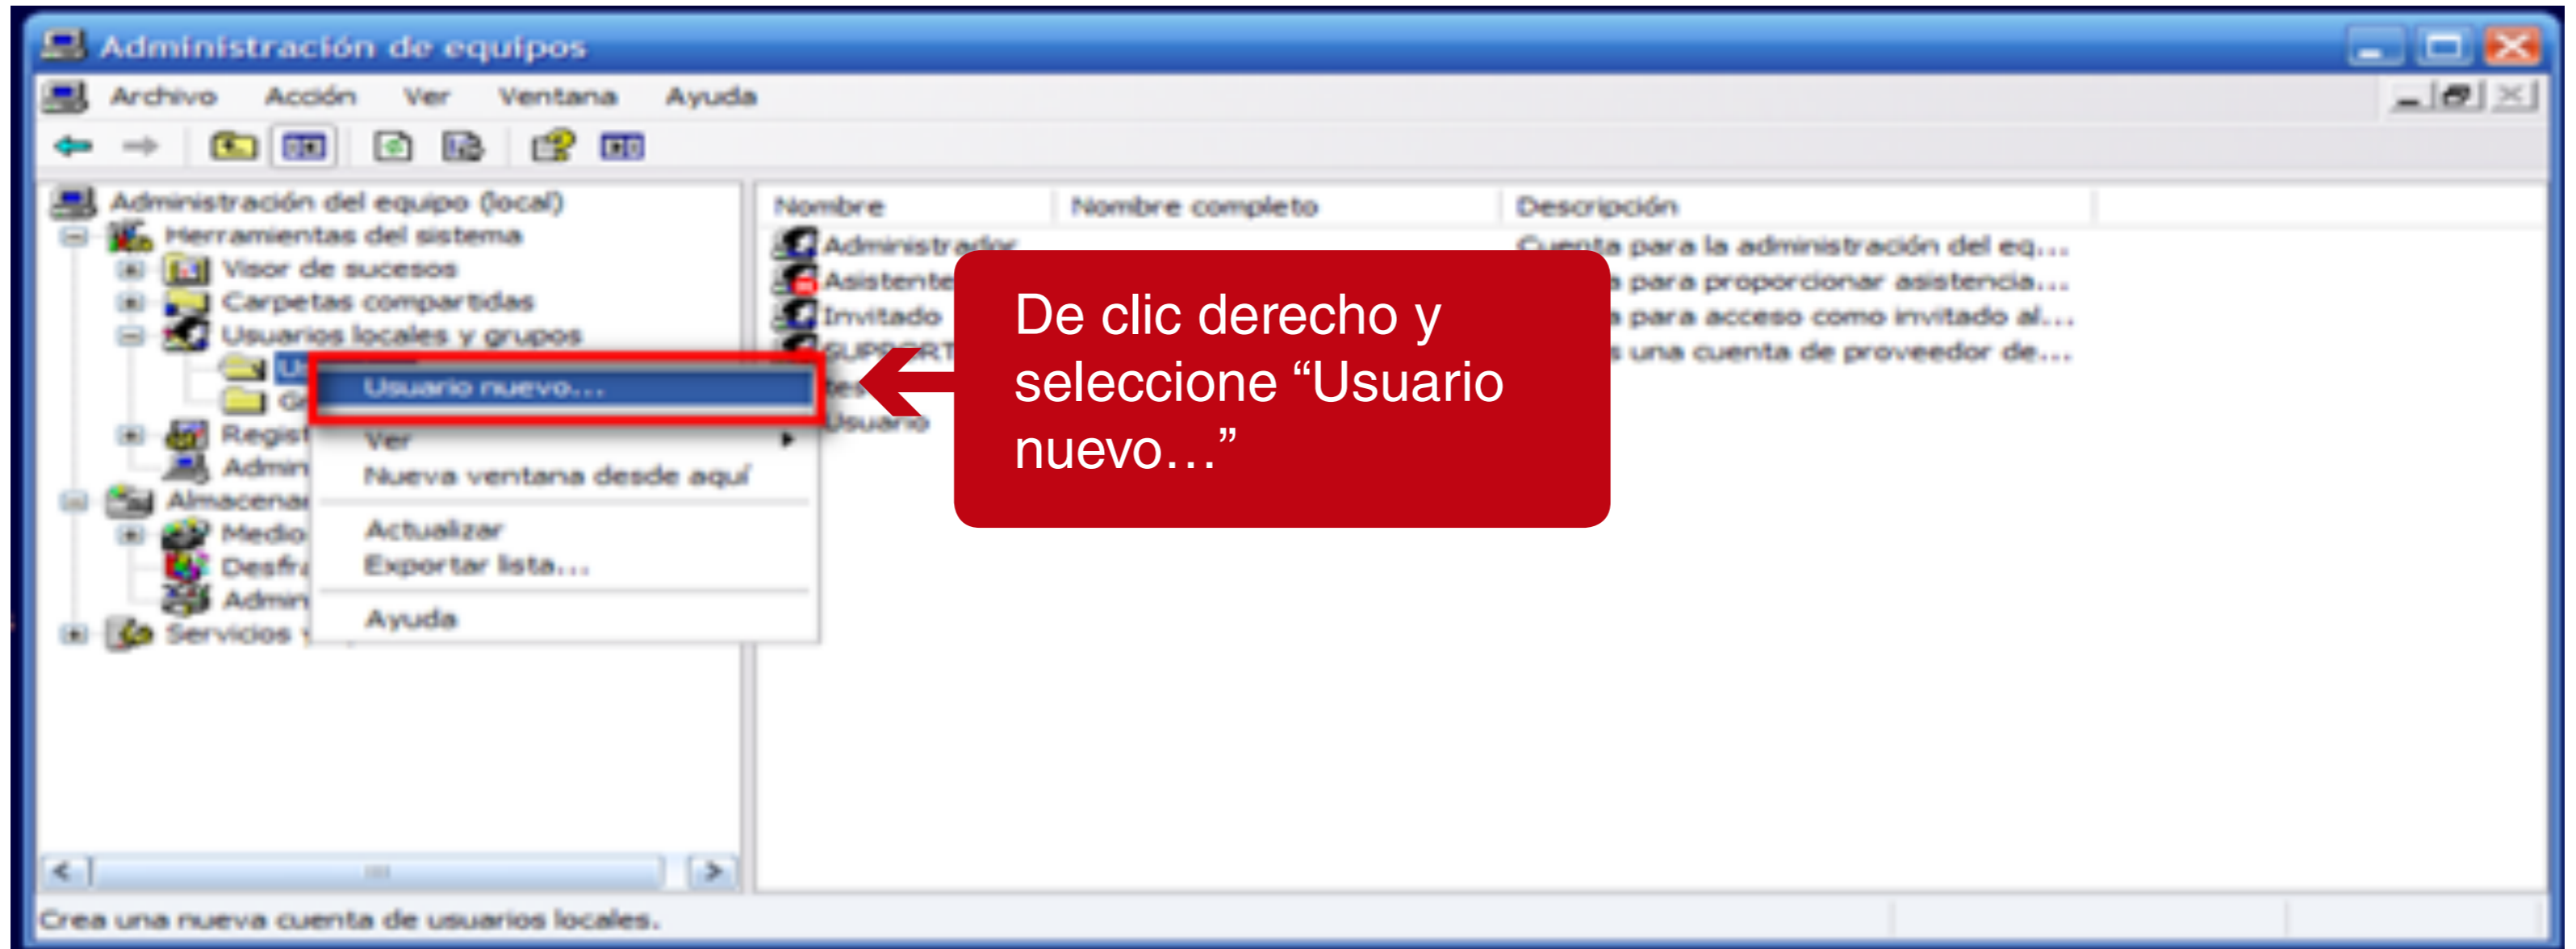 Administración de equipos
Archivo Acción Ver Ventana Ayuda
Administración del equipo (local)
Herramientas del sistema
Visor de sucesos
Carpetas compartidas
Usuarios locales y grupos
Usuario nuevo...
Ver
Nueva ventana desde aquí
Actualizar
Exportar lista...
Ayuda
Servicios
Nombre Nombre completo Descripción
Administrador Cuenta para la administración del eq...
Asistente para proporcionar asistencia...
Invitado para acceso como invitado al...
SUPPORT una cuenta de proveedor de...
Usuario
De clic derecho y
seleccione “Usuario
nuevo…”
Crea una nueva cuenta de usuarios locales.